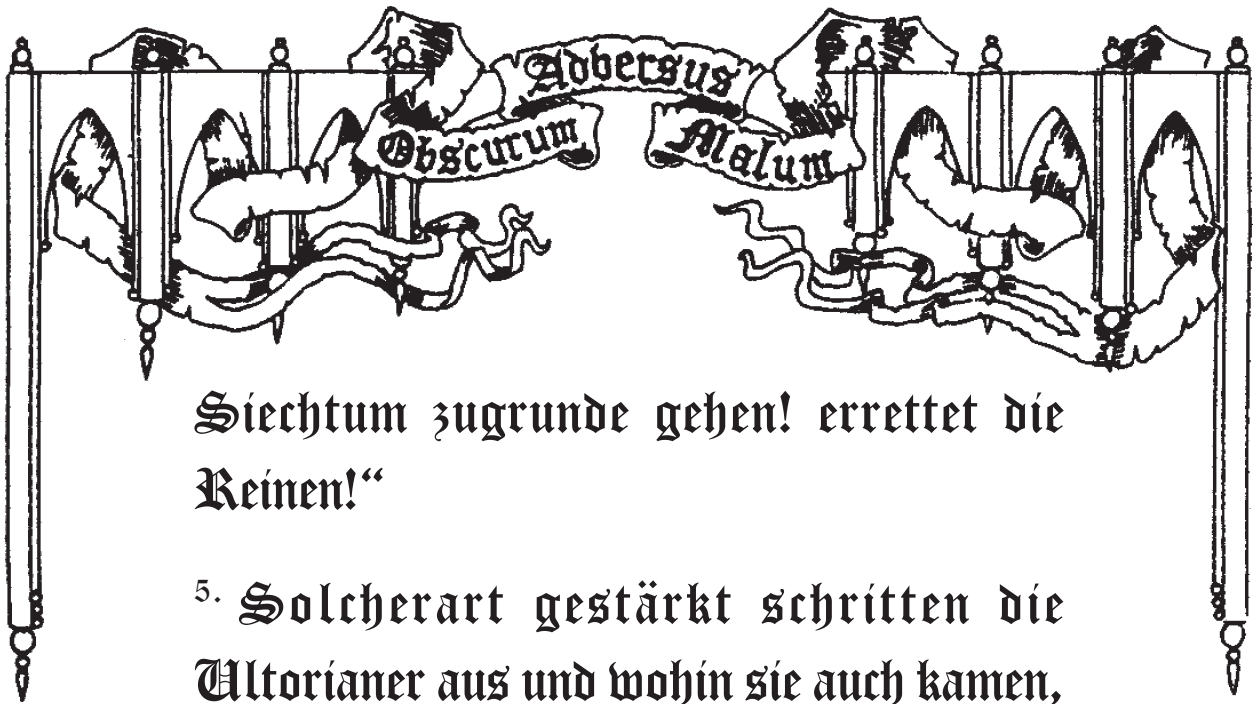 Adversus
Obscurum Malum
Siechtum zugrunde gehen! errettet die
Reinen!“
5. Solcherart gestärkt schritten die
Ultorianer aus und wohin sie auch kamen,